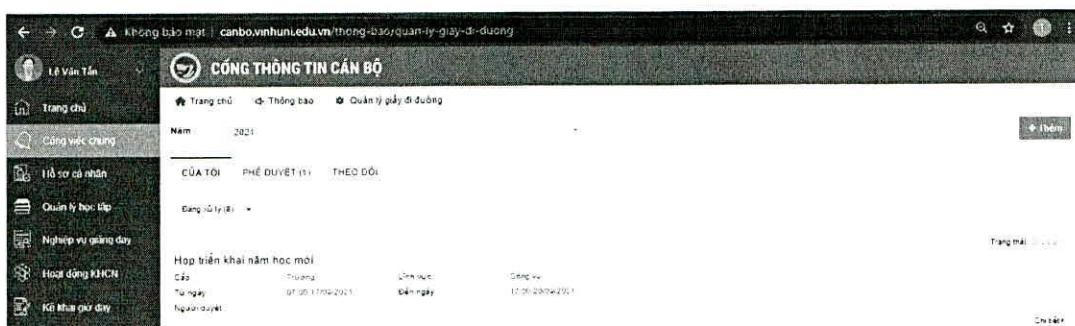 Không bảo mật | canbo.vinhuni.edu.vn/thong-bao/quan-ly-giay-di-duong
Lê Văn Tấn
CỔNG THÔNG TIN CÁN BỘ
Trang chủ
Công việc chung
Hồ sơ cá nhân
Quản lý học tập
Nghiệp vụ giảng dạy
Hoạt động KHCN
Kê khai giờ dạy
Trang chủ Thông báo Quản lý giấy đi đường
Năm 2021
+ Thêm
CỦA TÔI PHÊ DUYỆT (1) THEO DÕI
Đang xử lý (8)
Trạng thái
Họp triển khai năm học mới
Cấp Trường Lĩnh vực Công vụ
Từ ngày Đến ngày
Người duyệt